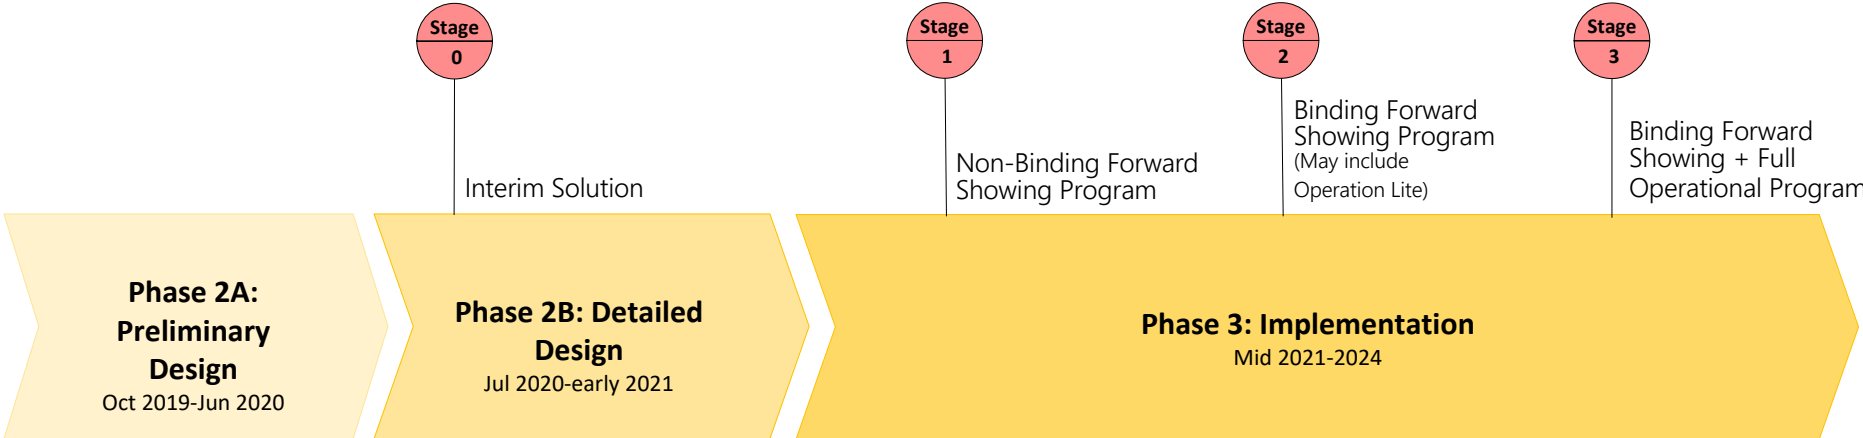 Stage
0
Stage
1
Stage
2
Stage
3
Interim Solution
Non-Binding Forward
Showing Program
Binding Forward
Showing Program
(May include
Operation Lite)
Binding Forward
Showing + Full
Operational Program
Phase 2A:
Preliminary
Design
Oct 2019-Jun 2020
Phase 2B: Detailed
Design
Jul 2020-early 2021
Phase 3: Implementation
Mid 2021-2024